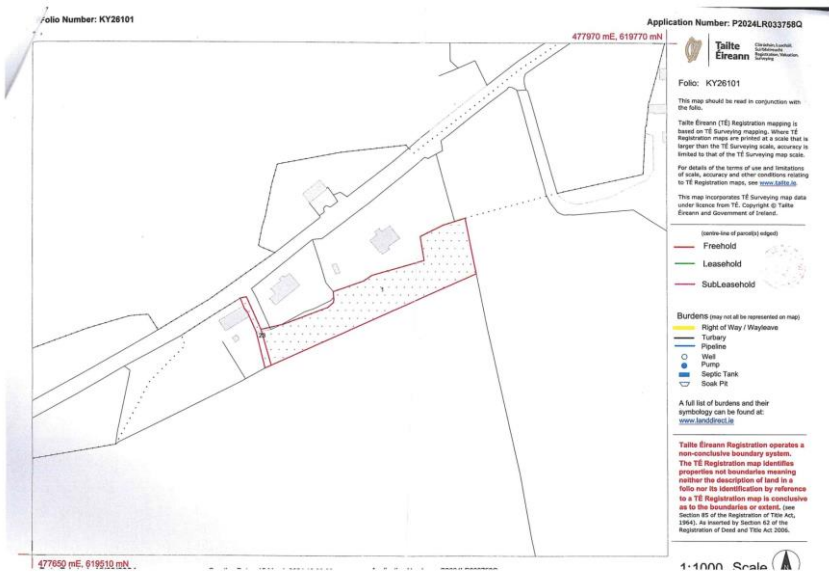 Folio Number: KY26101
Application Number: P2024LR033758Q
477970 mE, 619770 mN
Tailte
Éireann
Clárúchán, Luacháil,
Suirbhéireacht
Registration, Valuation,
Surveying
Folio: KY26101
This map should be read in conjunction with
the folio.
Tailte Éireann (TÉ) Registration mapping is
based on TÉ Surveying mapping. Where TÉ
Registration maps are printed at a scale that is
larger than the TÉ Surveying scale, accuracy is
limited to that of the TÉ Surveying map scale.
For details of the terms of use and limitations
of scale, accuracy and other conditions relating
to TÉ Registration maps, see www.tailte.ie.
This map incorporates TÉ Surveying map data
under licence from TÉ. Copyright © Tailte
Éireann and Government of Ireland.
(centre-line of parcel(s) edged)
Freehold
Leasehold
SubLeasehold
Burdens (may not all be represented on map)
Right of Way / Wayleave
Turbary
Pipeline
Well
Pump
Septic Tank
Soak Pit
A full list of burdens and their
symbology can be found at:
www.landdirect.ie
Tailte Éireann Registration operates a
non-conclusive boundary system.
The TÉ Registration map identifies
properties not boundaries meaning
neither the description of land in a
folio nor its identification by reference
to a TÉ Registration map is conclusive
as to the boundaries or extent. (see
Section 85 of the Registration of Title Act,
1964). As inserted by Section 62 of the
Registration of Deed and Title Act 2006.
1:1000 Scale
477650 mE, 619510 mN